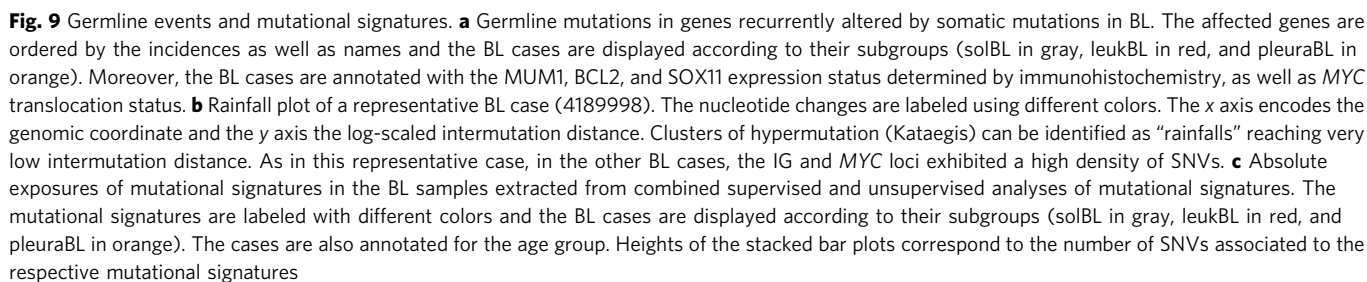 Fig. 9 Germline events and mutational signatures. a Germline mutations in genes recurrently altered by somatic mutations in BL. The affected genes are
ordered by the incidences as well as names and the BL cases are displayed according to their subgroups (solBL in gray, leukBL in red, and pleuraBL in
orange). Moreover, the BL cases are annotated with the MUM1, BCL2, and SOX11 expression status determined by immunohistochemistry, as well as MYC
translocation status. b Rainfall plot of a representative BL case (4189998). The nucleotide changes are labeled using different colors. The x axis encodes the
genomic coordinate and the y axis the log-scaled intermutation distance. Clusters of hypermutation (Kataegis) can be identified as “rainfalls” reaching very
low intermutation distance. As in this representative case, in the other BL cases, the IG and MYC loci exhibited a high density of SNVs. c Absolute
exposures of mutational signatures in the BL samples extracted from combined supervised and unsupervised analyses of mutational signatures. The
mutational signatures are labeled with different colors and the BL cases are displayed according to their subgroups (solBL in gray, leukBL in red, and
pleuraBL in orange). The cases are also annotated for the age group. Heights of the stacked bar plots correspond to the number of SNVs associated to the
respective mutational signatures